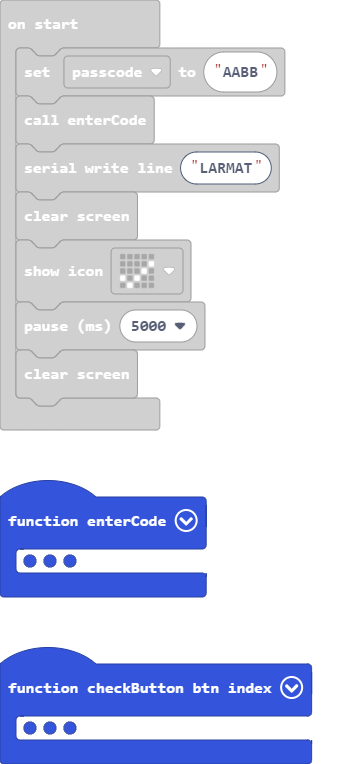 on start
set passcode to "AABB"
call enterCode
serial write line "LARMAT"
clear screen
show icon
pause (ms) 5000
clear screen
function enterCode
function checkButton btn index